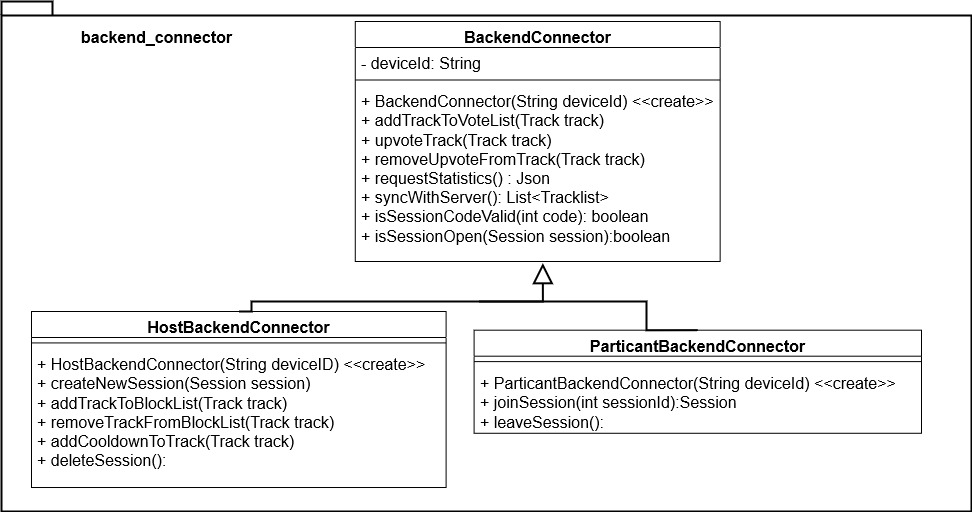 backend_connector
BackendConnector
- deviceId: String
+ BackendConnector(String deviceId) <<create>>
+ addTrackToVoteList(Track track)
+ upvoteTrack(Track track)
+ removeUpvoteFromTrack(Track track)
+ requestStatistics() : Json
+ syncWithServer(): List<Tracklist>
+ isSessionCodeValid(int code): boolean
+ isSessionOpen(Session session):boolean
HostBackendConnector
+ HostBackendConnector(String deviceID) <<create>>
+ createNewSession(Session session)
+ addTrackToBlockList(Track track)
+ removeTrackFromBlockList(Track track)
+ addCooldownToTrack(Track track)
+ deleteSession():
ParticantBackendConnector
+ ParticantBackendConnector(String deviceId) <<create>>
+ joinSession(int sessionId):Session
+ leaveSession():